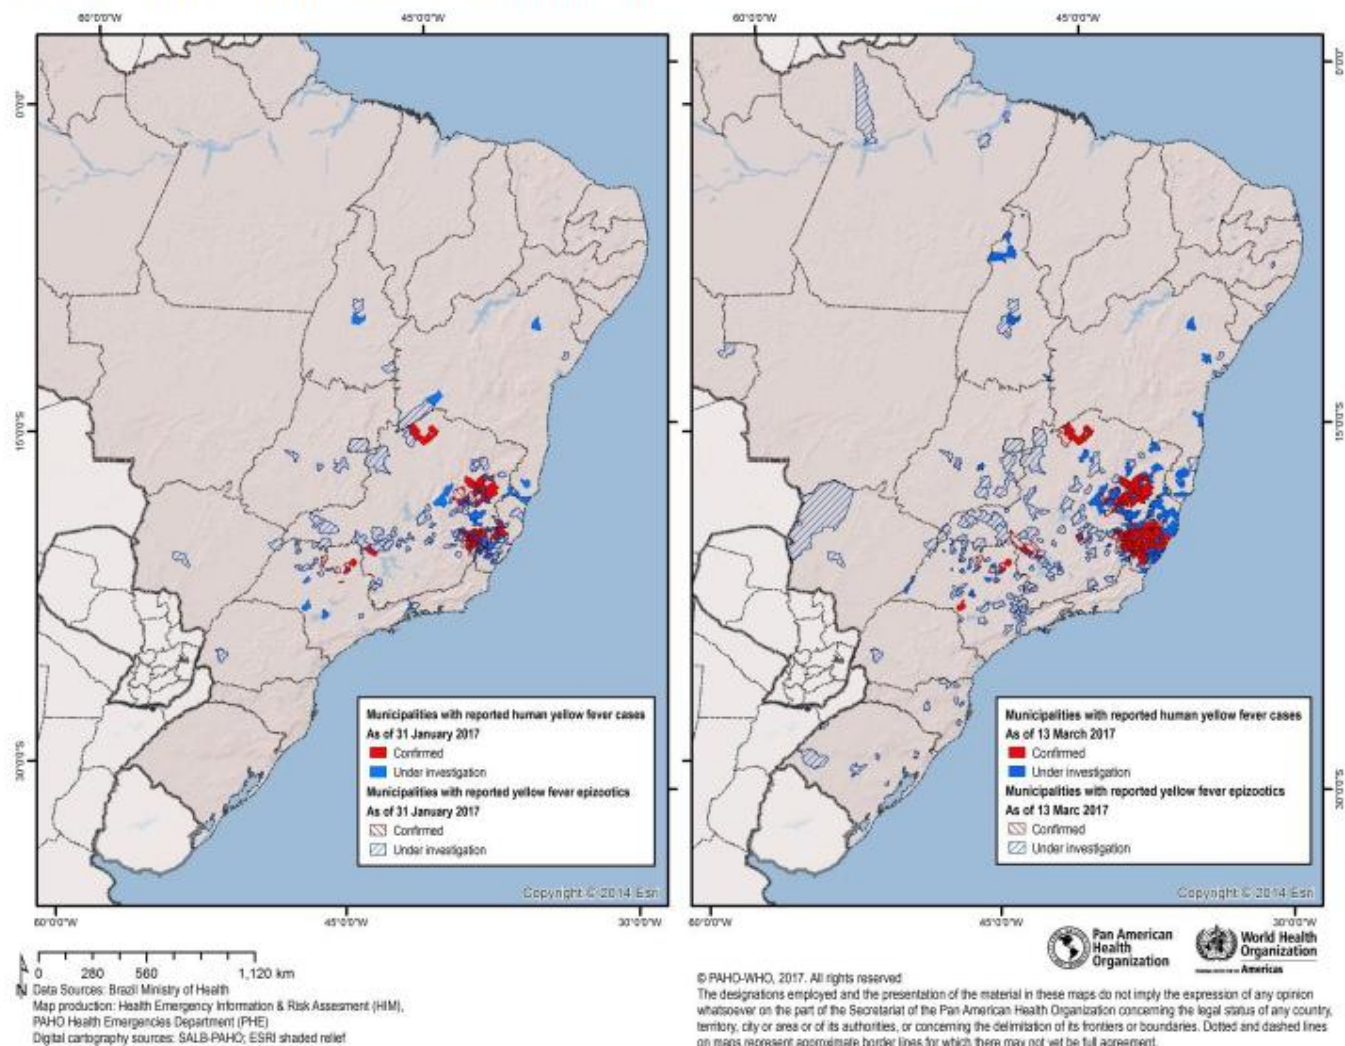 60°0'0"W
45°0'0"W
60°0'0"W
45°0'0"W
0°0'0"
15°0'0"S
30°0'0"S
0°0'0"
15°0'0"S
30°0'0"S
Municipalities with reported human yellow fever cases
As of 31 January 2017
Confirmed
Under investigation
Municipalities with reported yellow fever epizootics
As of 31 January 2017
Confirmed
Under investigation
Copyright © 2014 Esri
Municipalities with reported human yellow fever cases
As of 13 March 2017
Confirmed
Under investigation
Municipalities with reported yellow fever epizootics
As of 13 Marc 2017
Confirmed
Under investigation
Copyright © 2014 Esri
60°0'0"W
45°0'0"W
30°0'0"W
60°0'0"W
45°0'0"W
30°0'0"W
N
0 280 560 1,120 km
Data Sources: Brazil Ministry of Health
Map production: Health Emergency Information & Risk Assesment (HIM),
PAHO Health Emergencies Department (PHE)
Digital cartography sources: SALB-PAHO; ESRI shaded relief
Pan American
Health
Organization
World Health
Organization
Americas
© PAHO-WHO, 2017. All rights reserved
The designations employed and the presentation of the material in these maps do not imply the expression of any opinion
whatsoever on the part of the Secretariat of the Pan American Health Organization concerning the legal status of any country,
territory, city or area or of its authorities, or concerning the delimitation of its frontiers or boundaries. Dotted and dashed lines
on maps represent approximate border lines for which there may not yet be full agreement.